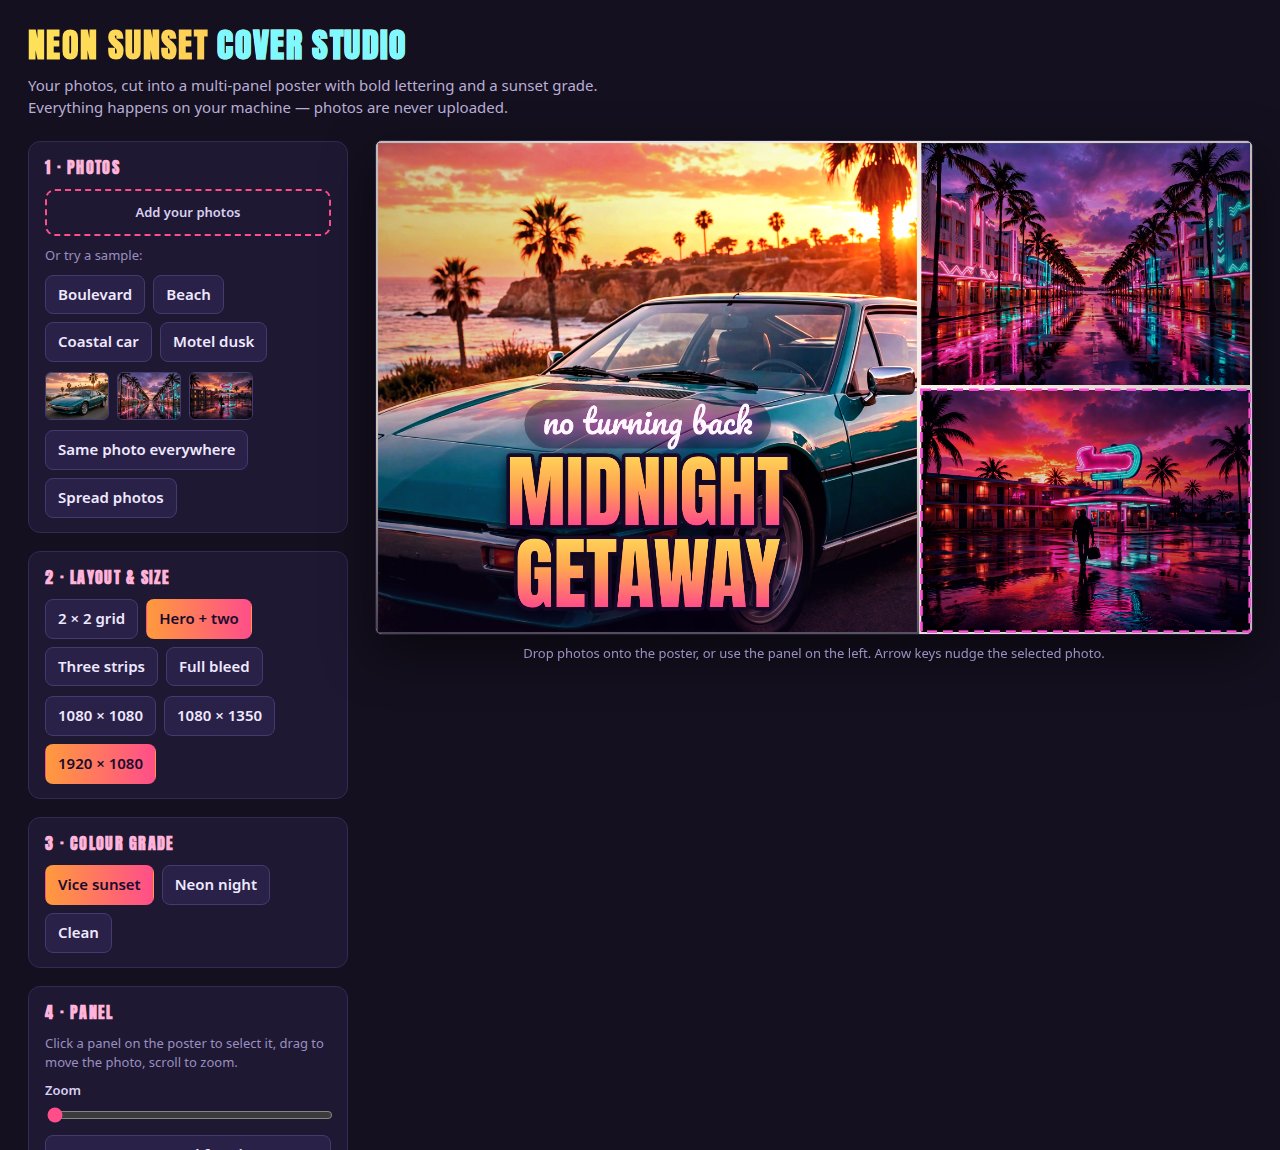 NEON SUNSET COVER STUDIO
Your photos, cut into a multi-panel poster with bold lettering and a sunset grade.
Everything happens on your machine — photos are never uploaded.
1 · PHOTOS
Add your photos
Or try a sample:
Boulevard
Beach
Coastal car
Motel dusk
Same photo everywhere
Spread photos
2 · LAYOUT & SIZE
2 × 2 grid
Hero + two
Three strips
Full bleed
1080 × 1080
1080 × 1350
1920 × 1080
3 · COLOUR GRADE
Vice sunset
Neon night
Clean
4 · PANEL
Click a panel on the poster to select it, drag to
move the photo, scroll to zoom.
Zoom
no turning back
MIDNIGHT
GETAWAY
Drop photos onto the poster, or use the panel on the left. Arrow keys nudge the selected photo.